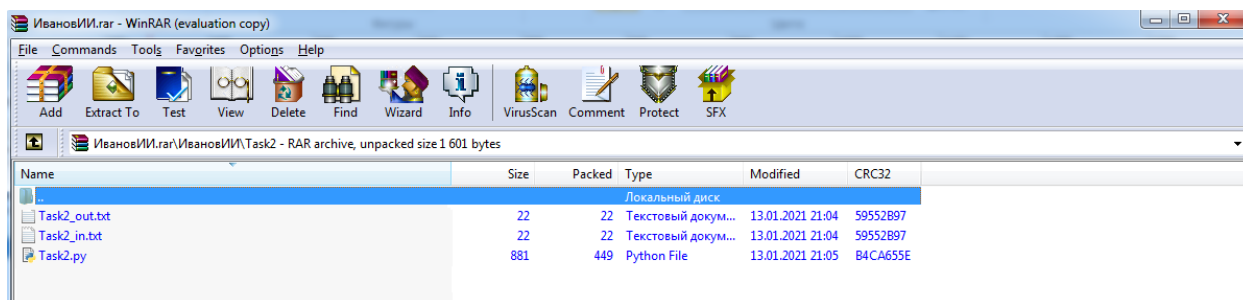 ИвановИИ.rar - WinRAR (evaluation copy)
File Commands Tools Favorites Options Help
Add Extract To Test View Delete Find Wizard Info VirusScan Comment Protect SFX
ИвановИИ.rar\ИвановИИ\Task2 - RAR archive, unpacked size 1 601 bytes
Name Size Packed Type Modified CRC32
.. Локальный диск
Task2_out.txt 22 22 Текстовый докум... 13.01.2021 21:04 59552B97
Task2_in.txt 22 22 Текстовый докум... 13.01.2021 21:04 59552B97
Task2.py 881 449 Python File 13.01.2021 21:05 B4CA655E